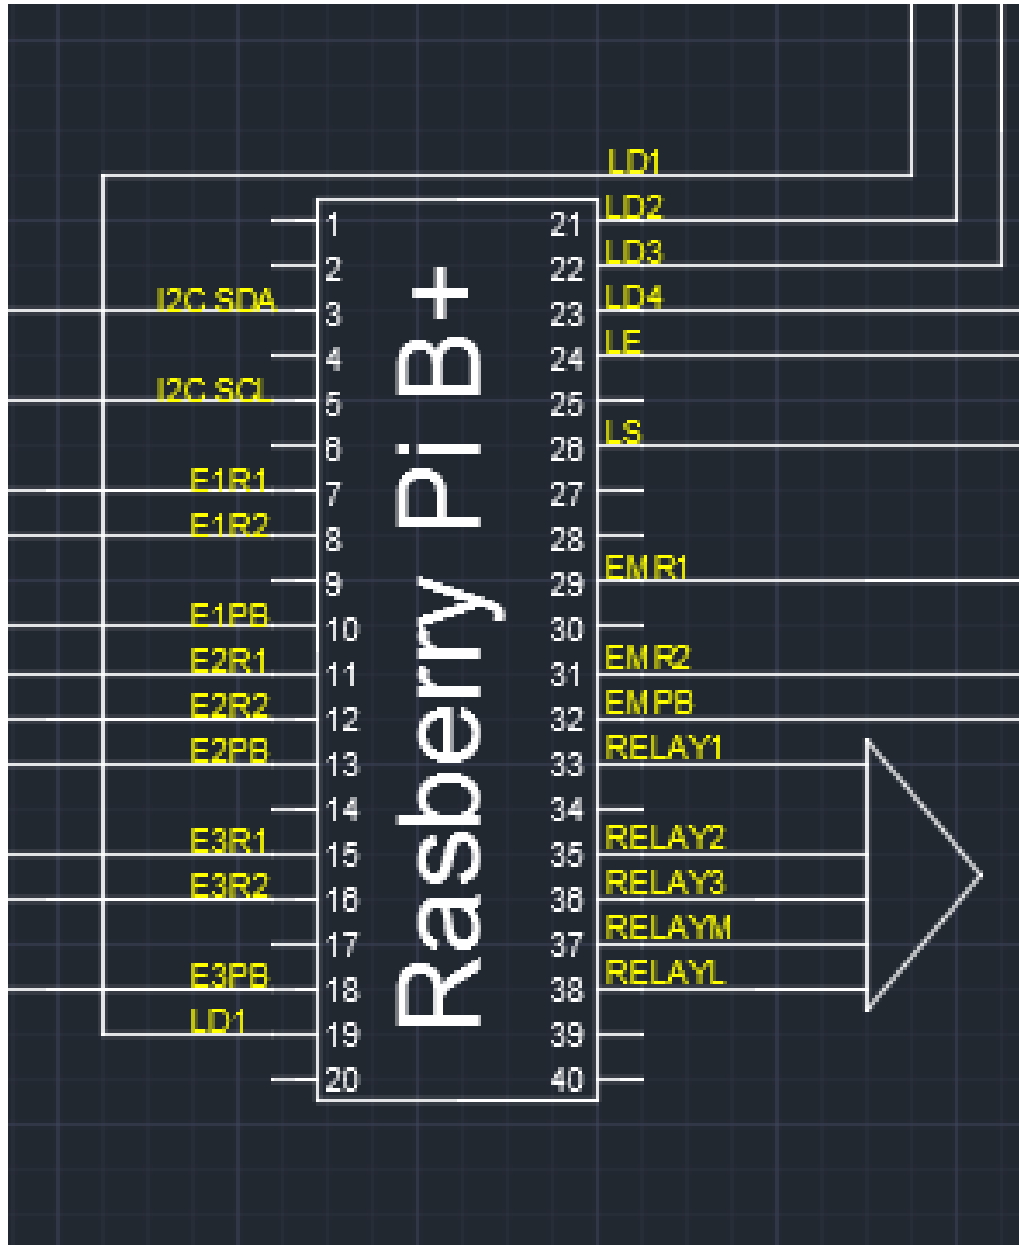 LD1
1 21 LD2
2 22 LD3
I2C SDA 3 23 LD4
4 24 LE
I2C SCL 5 25
6 26 LS
E1R1 7 27
E1R2 8 28
9 29 EMR1
E1PB 10 30
E2R1 11 31 EMR2
E2R2 12 32 EMPB
E2PB 13 33 RELAY1
14 34
E3R1 15 35 RELAY2
E3R2 16 36 RELAY3
17 37 RELAYM
E3PB 18 38 RELAYL
LD1 19 39
20 40
Rasberry Pi B+